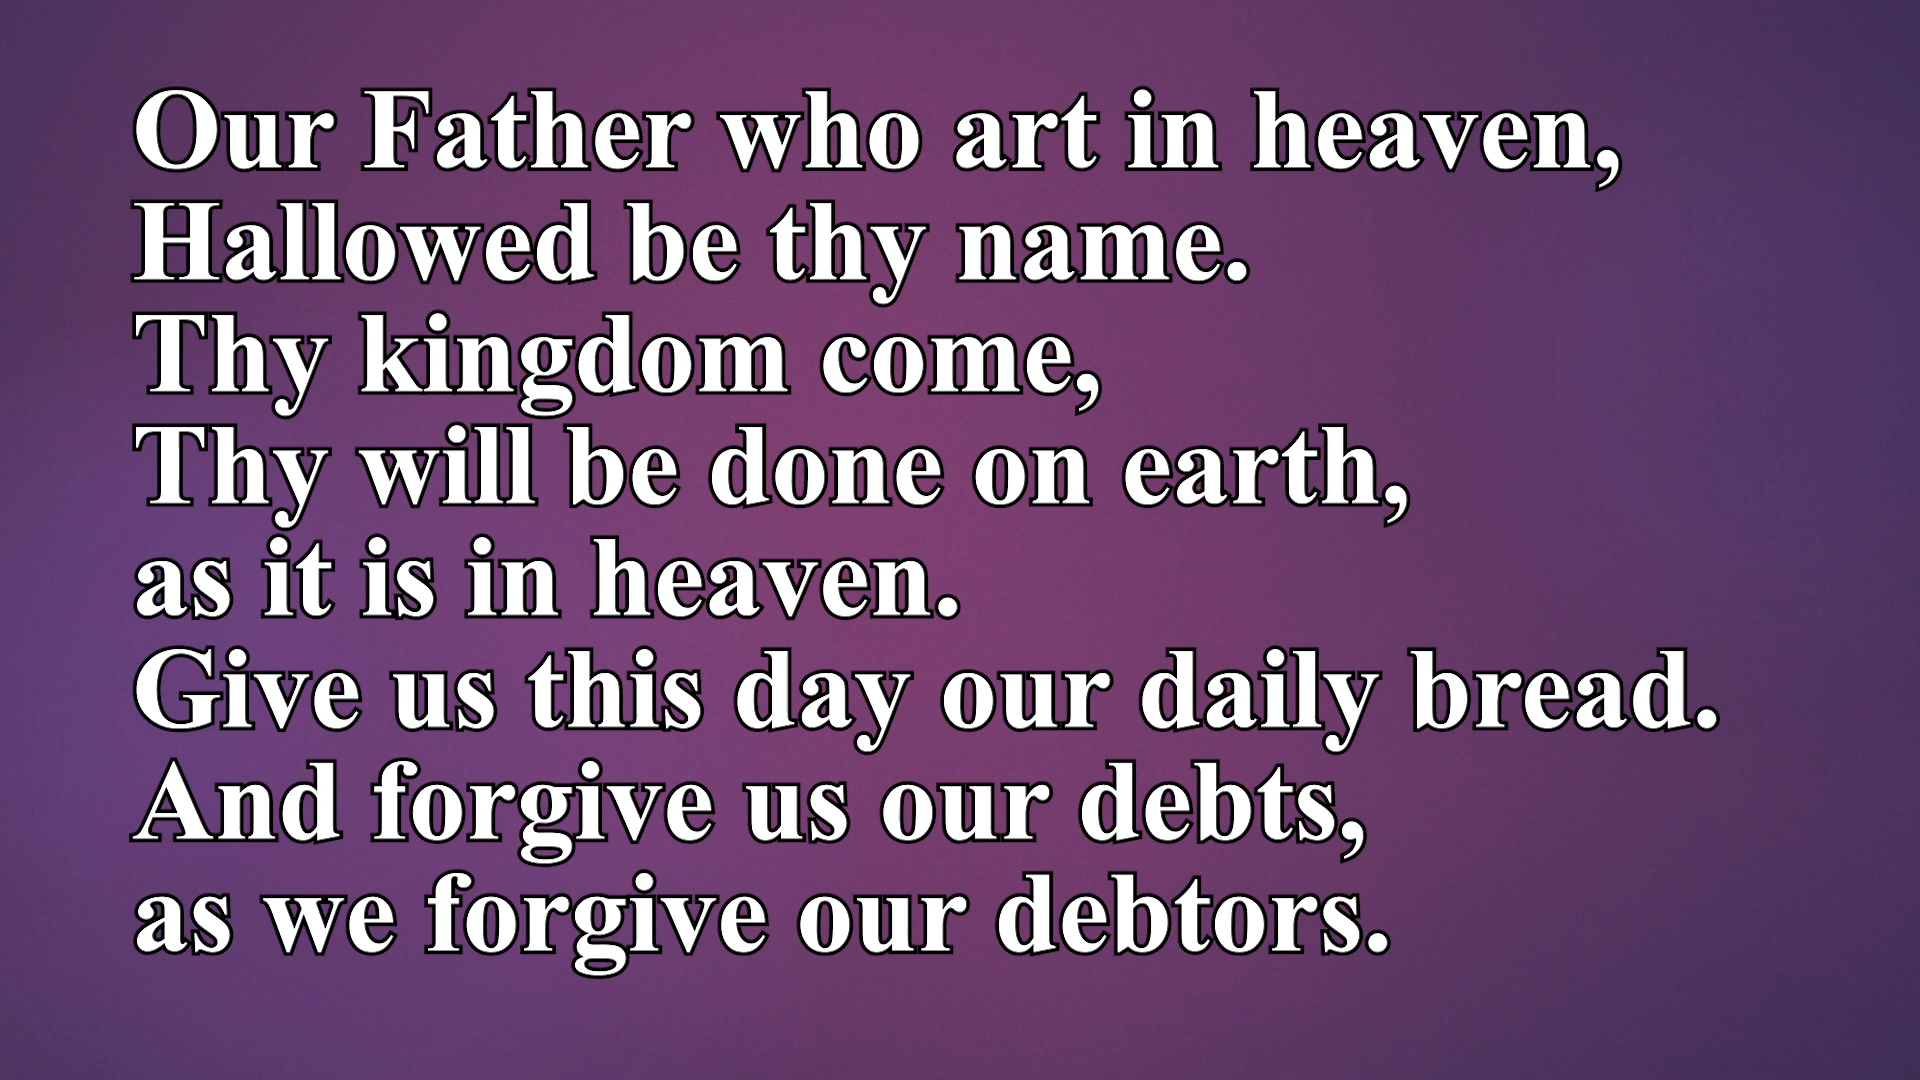 Our Father who art in heaven,
Hallowed be thy name.
Thy kingdom come,
Thy will be done on earth,
as it is in heaven.
Give us this day our daily bread.
And forgive us our debts,
as we forgive our debtors.